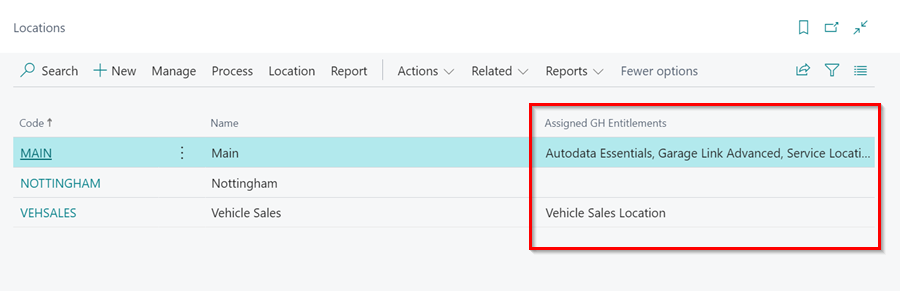 Locations
Search New Manage Process Location Report Actions Related Reports Fewer options
Code ↑ Name Assigned GH Entitlements
MAIN Main Autodata Essentials, Garage Link Advanced, Service Locati...
NOTTINGHAM Nottingham
VEHSALES Vehicle Sales Vehicle Sales Location